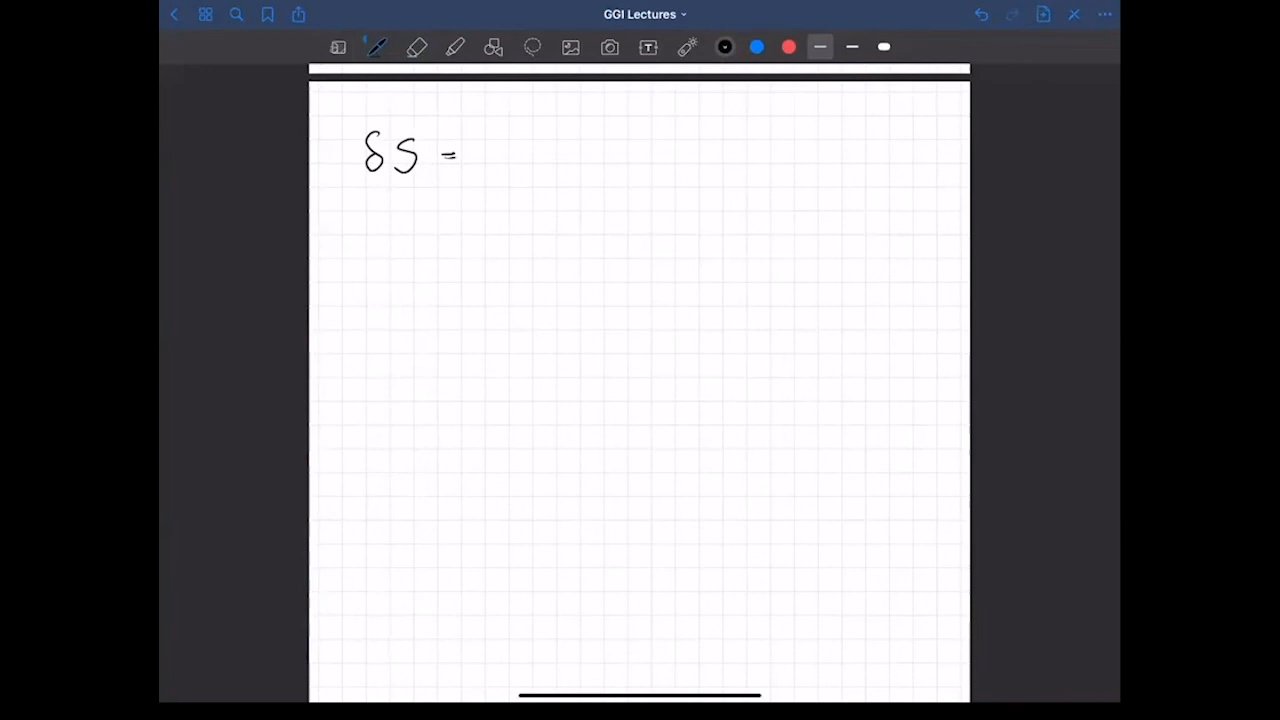 GGI Lectures
δS =